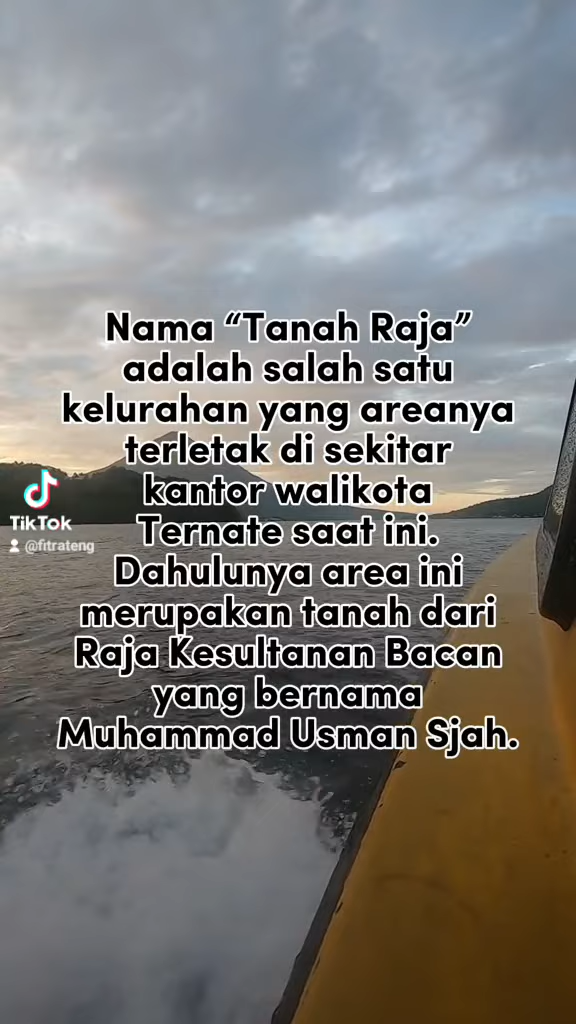 Nama “Tanah Raja”
adalah salah satu
kelurahan yang areanya
terletak di sekitar
kantor walikota
Ternate saat ini.
Dahulunya area ini
merupakan tanah dari
Raja Kesultanan Bacan
yang bernama
Muhammad Usman Sjah.
TikTok
@fitrateng